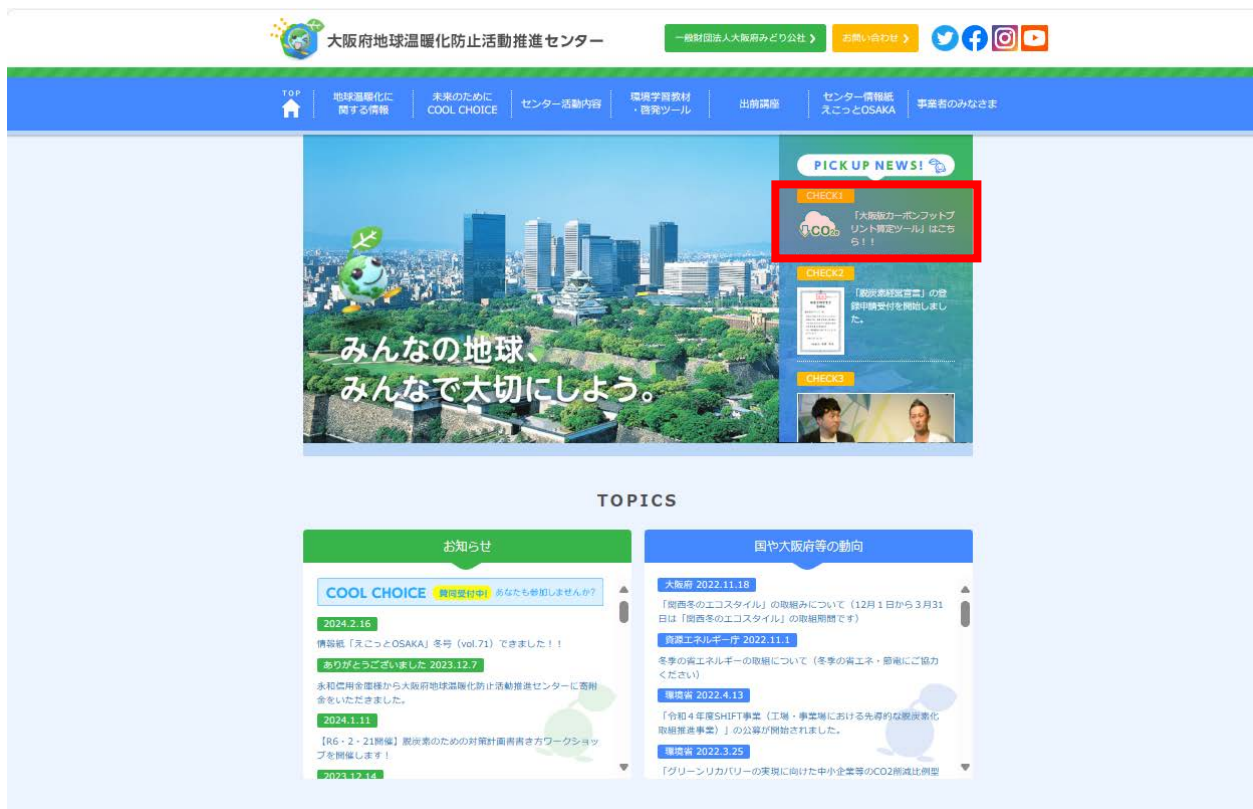 大阪府地球温暖化防止活動推進センター
一般財団法人大阪府みどり公社 ❯
お問い合わせ ❯
TOP
地球温暖化に
関する情報
未来のために
COOL CHOICE
センター活動内容
環境学習教材
・啓発ツール
出前講座
センター情報紙
えこっとOSAKA
事業者のみなさま
みんなの地球、
みんなで大切にしよう。
PICK UP NEWS!
CHECK1
CO2
「大阪版カーボンフットプ
リント算定ツール」はこち
ら！！
CHECK2
「脱炭素経営宣言」の登
録申請受付を開始しまし
た。
CHECK3
TOPICS
お知らせ
COOL CHOICE 賛同受付中! あなたも参加しませんか?
2024.2.16
情報紙「えこっとOSAKA」冬号（vol.71）できました！！
ありがとうございました 2023.12.7
永和信用金庫様から大阪府地球温暖化防止活動推進センターに寄附
金をいただきました。
2024.1.11
【R6・2・21開催】脱炭素のための対策計画書書き方ワークショッ
プを開催します！
2023.12.14
国や大阪府等の動向
大阪府 2022.11.18
「関西冬のエコスタイル」の取組みについて（12月１日から３月31
日は「関西冬のエコスタイル」の取組期間です）
資源エネルギー庁 2022.11.1
冬季の省エネルギーの取組について（冬季の省エネ・節電にご協力
ください）
環境省 2022.4.13
「令和４年度SHIFT事業（工場・事業場における先導的な脱炭素化
取組推進事業）」の公募が開始されました。
環境省 2022.3.25
「グリーンリカバリーの実現に向けた中小企業等のCO2削減比例型